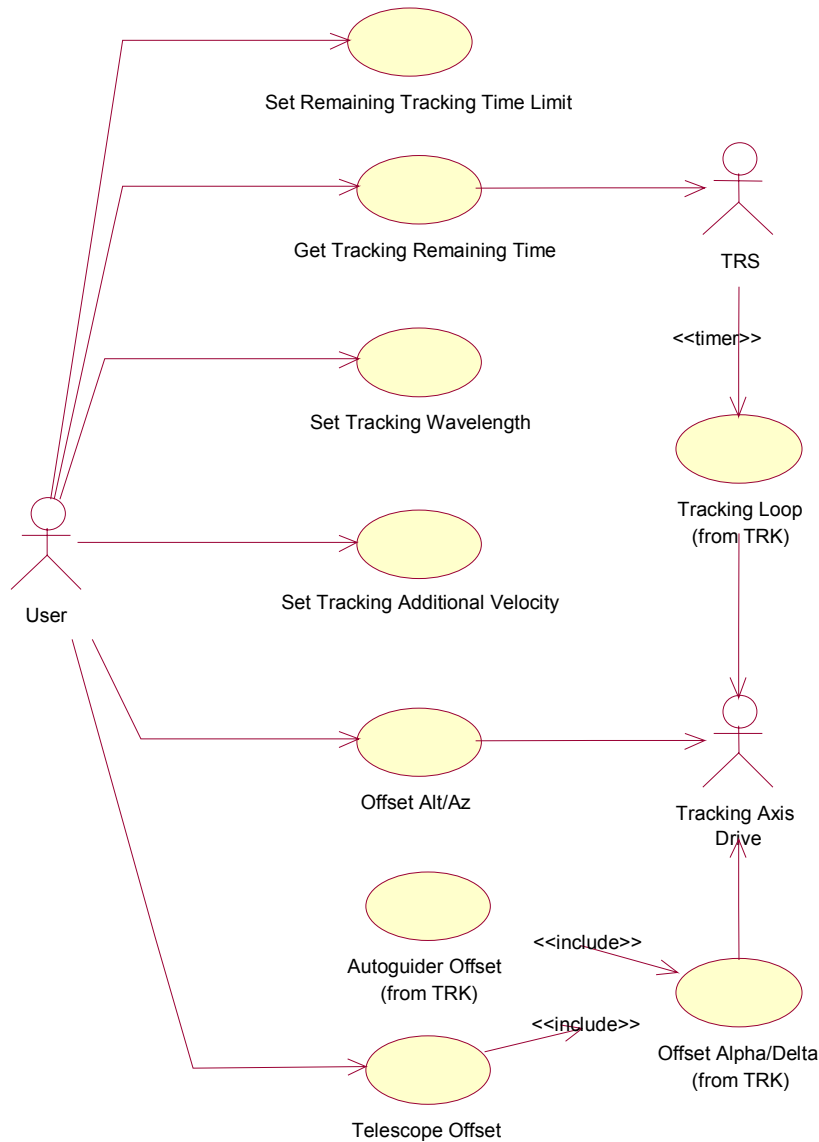 Set Remaining Tracking Time Limit
Get Tracking Remaining Time
TRS
<<timer>>
Set Tracking Wavelength
Tracking Loop
(from TRK)
User
Set Tracking Additional Velocity
Offset Alt/Az
Tracking Axis
Drive
Autoguider Offset
(from TRK)
<<include>>
<<include>>
Offset Alpha/Delta
(from TRK)
Telescope Offset